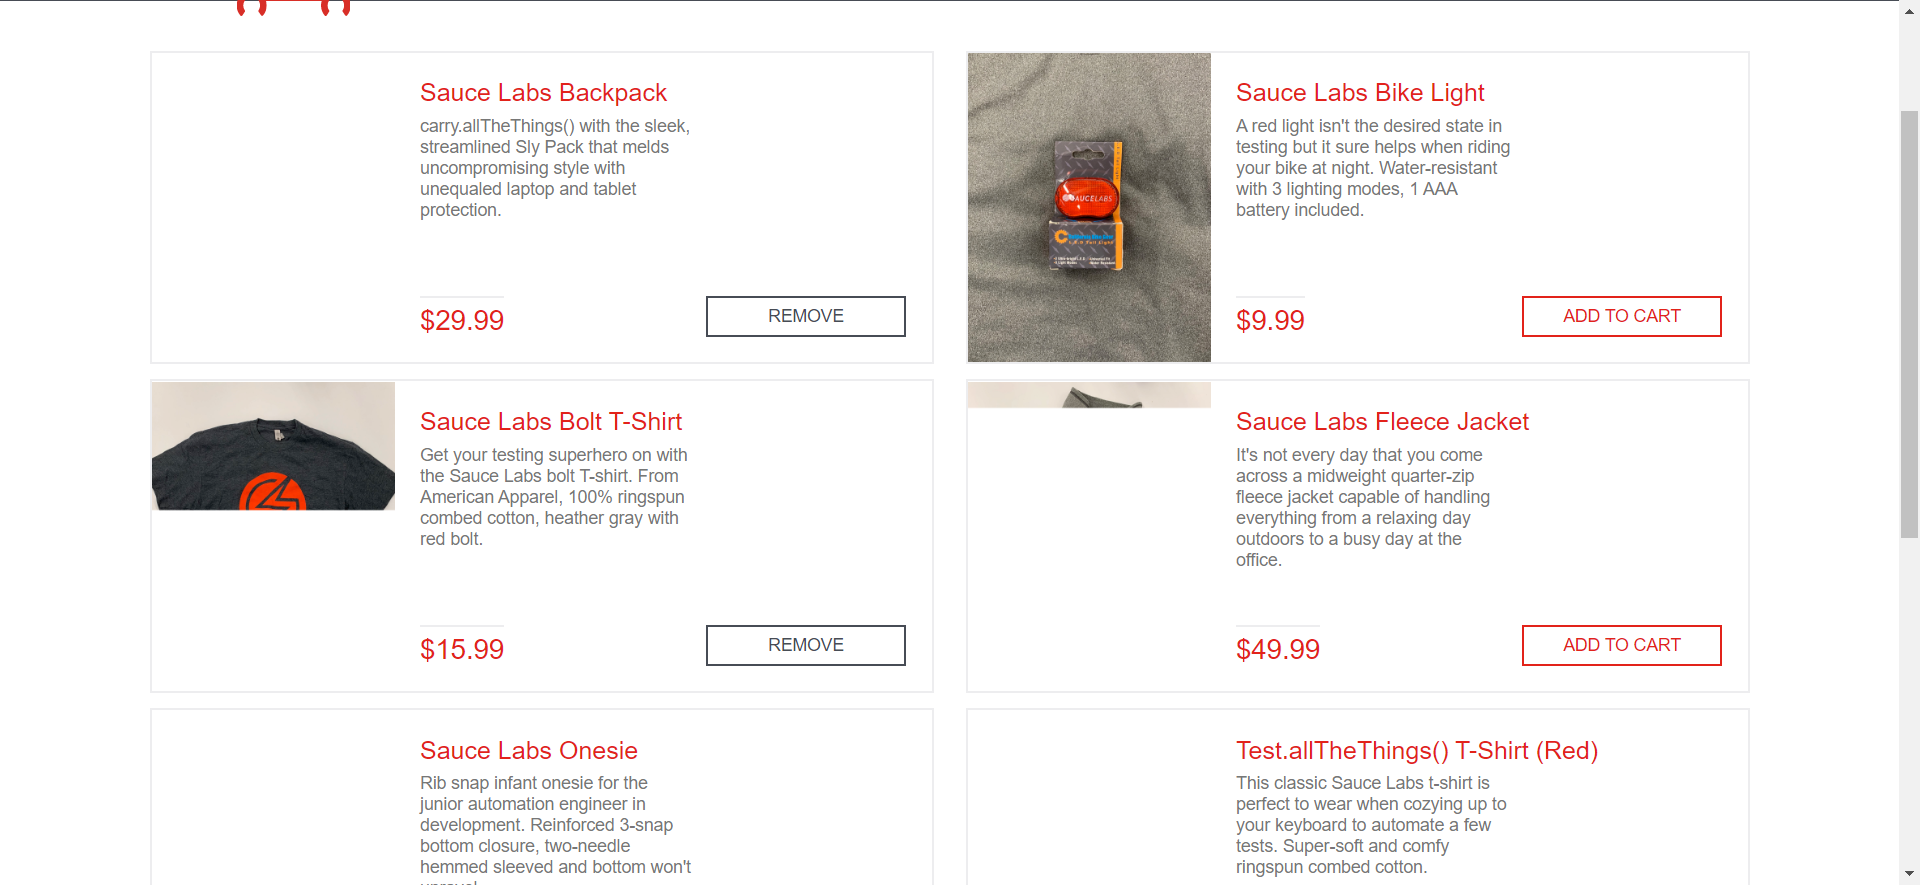 Sauce Labs Backpack
carry.allTheThings() with the sleek,
streamlined Sly Pack that melds
uncompromising style with
unequaled laptop and tablet
protection.
$29.99
REMOVE
Sauce Labs Bike Light
A red light isn't the desired state in
testing but it sure helps when riding
your bike at night. Water-resistant
with 3 lighting modes, 1 AAA
battery included.
$9.99
ADD TO CART
AUCELABS
Sauce Labs Bolt T-Shirt
Get your testing superhero on with
the Sauce Labs bolt T-shirt. From
American Apparel, 100% ringspun
combed cotton, heather gray with
red bolt.
$15.99
REMOVE
Sauce Labs Fleece Jacket
It's not every day that you come
across a midweight quarter-zip
fleece jacket capable of handling
everything from a relaxing day
outdoors to a busy day at the
office.
$49.99
ADD TO CART
Sauce Labs Onesie
Rib snap infant onesie for the
junior automation engineer in
development. Reinforced 3-snap
bottom closure, two-needle
hemmed sleeved and bottom won't
Test.allTheThings() T-Shirt (Red)
This classic Sauce Labs t-shirt is
perfect to wear when cozying up to
your keyboard to automate a few
tests. Super-soft and comfy
ringspun combed cotton.